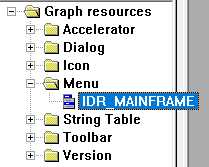 Graph resources
Accelerator
Dialog
Icon
Menu
IDR_MAINFRAME
String Table
Toolbar
Version